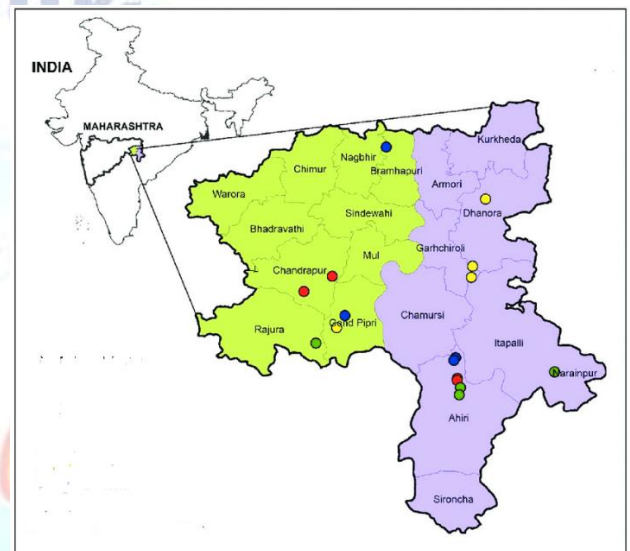 INDIA
MAHARASHTRA
Kurkheda
Nagbhir
Bramhapuri
Chimur
Armori
Warora
Dhanora
Sindewahi
Bhadravathi
Garhchiroli
Mul
Chandrapur
Chamursi
Gond Pipri
Rajura
Itapalli
Narainpur
Ahiri
Sironcha